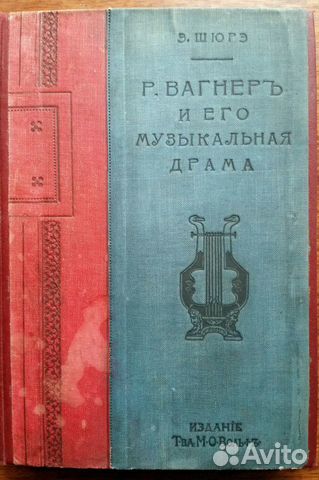 Э. ШЮРЭ
Р. ВАГНЕРЪ
И ЕГО
МУЗЫКАЛЬНАЯ
ДРАМА
ИЗДАНІЕ
Т-ва М.О.Вольфъ
Avito